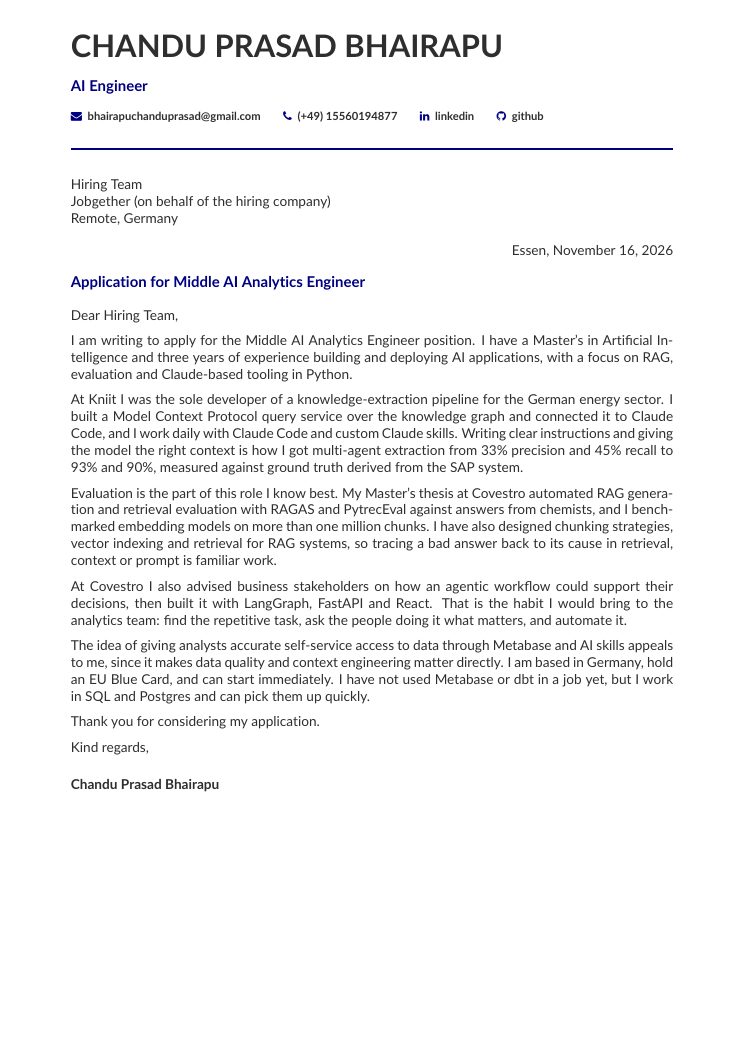 CHANDU PRASAD BHAIRAPU
AI Engineer
bhairapuchanduprasad@gmail.com (+49) 15560194877 linkedin github
Hiring Team
Jobgether (on behalf of the hiring company)
Remote, Germany
Essen, November 16, 2026
Application for Middle AI Analytics Engineer
Dear Hiring Team,
I am writing to apply for the Middle AI Analytics Engineer position. I have a Master's in Artificial In-
telligence and three years of experience building and deploying AI applications, with a focus on RAG,
evaluation and Claude-based tooling in Python.
At Kniit I was the sole developer of a knowledge-extraction pipeline for the German energy sector. I
built a Model Context Protocol query service over the knowledge graph and connected it to Claude
Code, and I work daily with Claude Code and custom Claude skills. Writing clear instructions and giving
the model the right context is how I got multi-agent extraction from 33% precision and 45% recall to
93% and 90%, measured against ground truth derived from the SAP system.
Evaluation is the part of this role I know best. My Master's thesis at Covestro automated RAG genera-
tion and retrieval evaluation with RAGAS and PytrecEval against answers from chemists, and I bench-
marked embedding models on more than one million chunks. I have also designed chunking strategies,
vector indexing and retrieval for RAG systems, so tracing a bad answer back to its cause in retrieval,
context or prompt is familiar work.
At Covestro I also advised business stakeholders on how an agentic workflow could support their
decisions, then built it with LangGraph, FastAPI and React. That is the habit I would bring to the
analytics team: find the repetitive task, ask the people doing it what matters, and automate it.
The idea of giving analysts accurate self-service access to data through Metabase and AI skills appeals
to me, since it makes data quality and context engineering matter directly. I am based in Germany, hold
an EU Blue Card, and can start immediately. I have not used Metabase or dbt in a job yet, but I work
in SQL and Postgres and can pick them up quickly.
Thank you for considering my application.
Kind regards,
Chandu Prasad Bhairapu